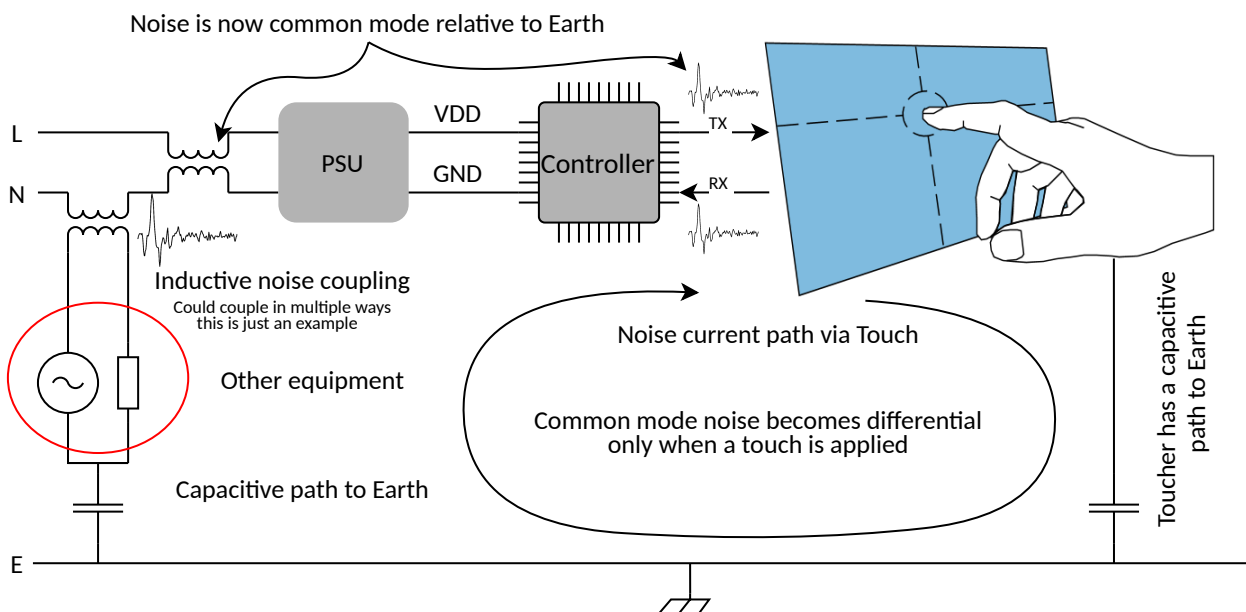 Noise is now common mode relative to Earth
L
N
PSU
VDD
GND
Controller
TX
RX
Inductive noise coupling
Could couple in multiple ways
this is just an example
Other equipment
Capacitive path to Earth
Noise current path via Touch
Common mode noise becomes differential
only when a touch is applied
Toucher has a capacitive
path to Earth
E